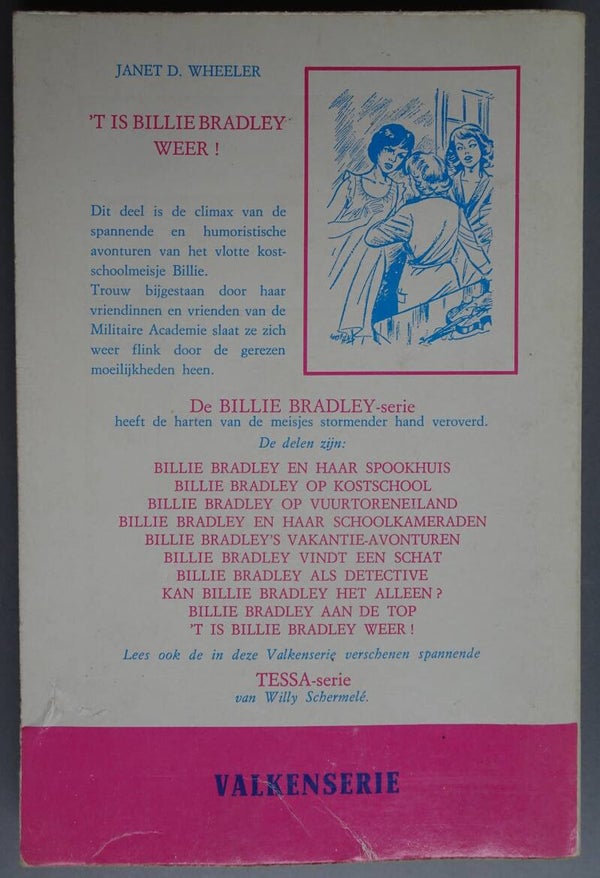 JANET D. WHEELER
'T IS BILLIE BRADLEY
WEER !
Dit deel is de climax van de
spannende en humoristische
avonturen van het vlotte kost-
schoolmeisje Billie.
Trouw bijgestaan door haar
vriendinnen en vrienden van de
Militaire Academie slaat ze zich
weer flink door de gerezen
moeilijkheden heen.
De BILLIE BRADLEY-serie
heeft de harten van de meisjes stormender hand veroverd.
De delen zijn:
BILLIE BRADLEY EN HAAR SPOOKHUIS
BILLIE BRADLEY OP KOSTSCHOOL
BILLIE BRADLEY OP VUURTORENEILAND
BILLIE BRADLEY EN HAAR SCHOOLKAMERADEN
BILLIE BRADLEY'S VAKANTIE-AVONTUREN
BILLIE BRADLEY VINDT EEN SCHAT
BILLIE BRADLEY ALS DETECTIVE
KAN BILLIE BRADLEY HET ALLEEN ?
BILLIE BRADLEY AAN DE TOP
'T IS BILLIE BRADLEY WEER !
Lees ook de in deze Valkenserie verschenen spannende
TESSA-serie
van Willy Schermelé.
VALKENSERIE